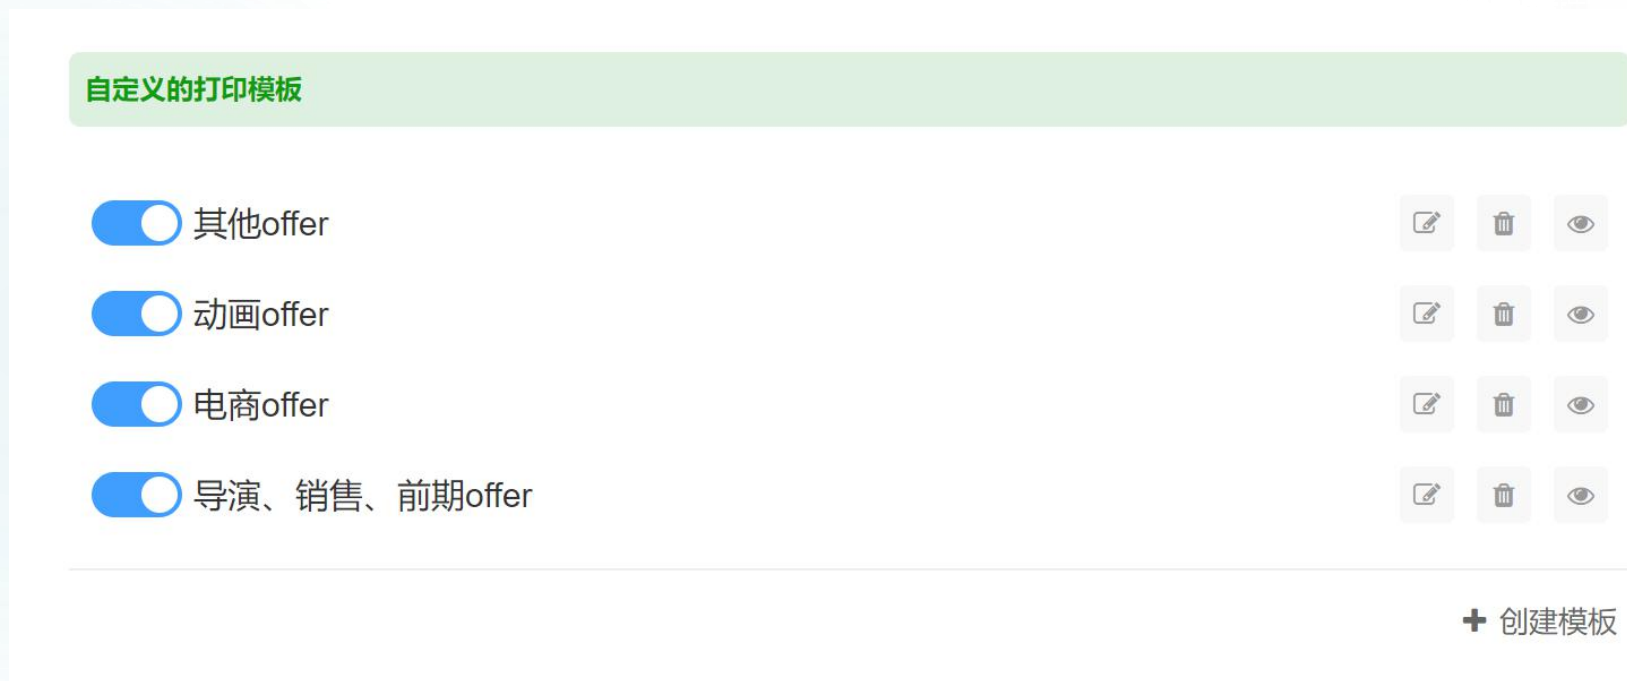 自定义的打印模板
其他offer
动画offer
电商offer
导演、销售、前期offer
创建模板